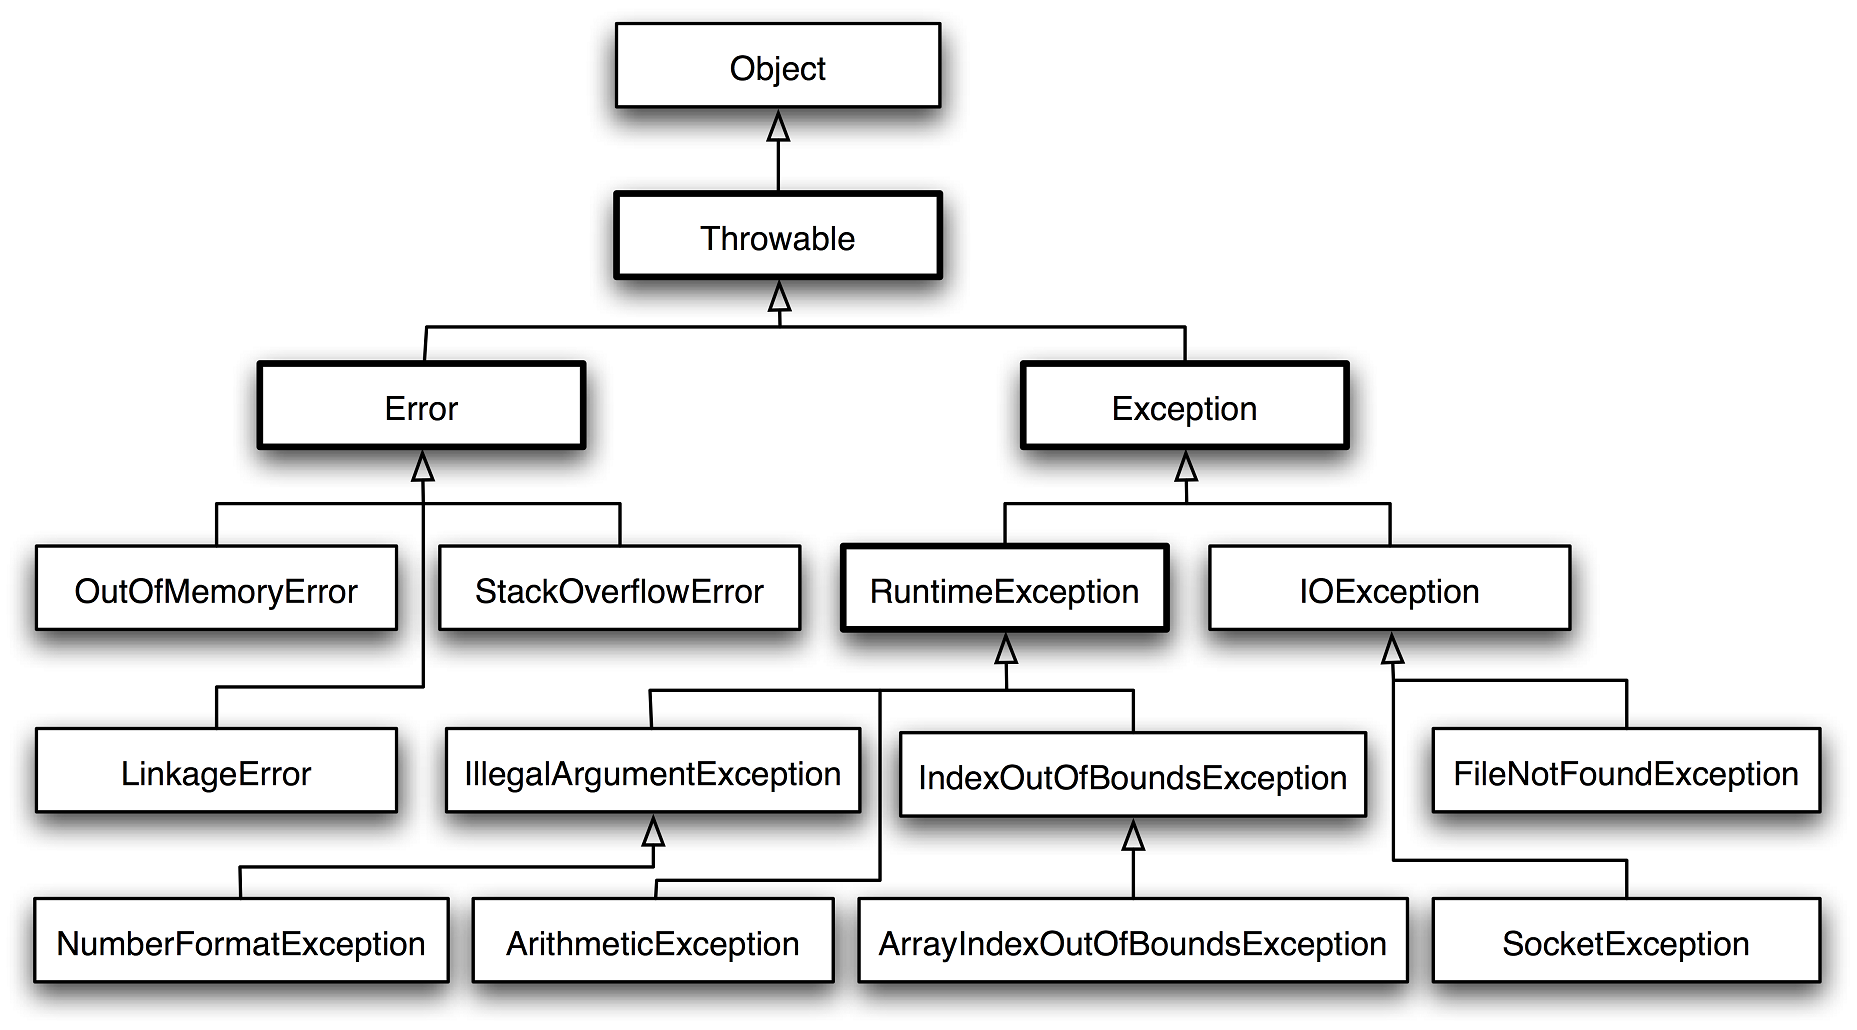 Object
Throwable
Error
Exception
OutOfMemoryError
StackOverflowError
RuntimeException
IOException
LinkageError
IllegalArgumentException
IndexOutOfBoundsException
FileNotFoundException
NumberFormatException
ArithmeticException
ArrayIndexOutOfBoundsException
SocketException